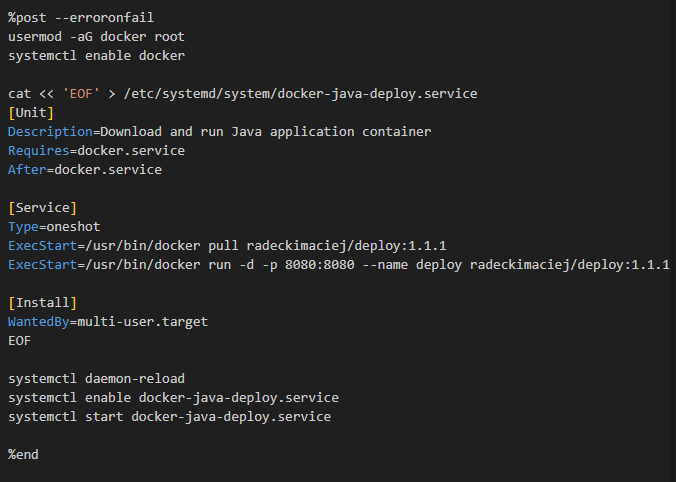 %post --erroronfail
usermod -aG docker root
systemctl enable docker

cat << 'EOF' > /etc/systemd/system/docker-java-deploy.service
[Unit]
Description=Download and run Java application container
Requires=docker.service
After=docker.service

[Service]
Type=oneshot
ExecStart=/usr/bin/docker pull radeckimaciej/deploy:1.1.1
ExecStart=/usr/bin/docker run -d -p 8080:8080 --name deploy radeckimaciej/deploy:1.1.1

[Install]
WantedBy=multi-user.target
EOF

systemctl daemon-reload
systemctl enable docker-java-deploy.service
systemctl start docker-java-deploy.service

%end